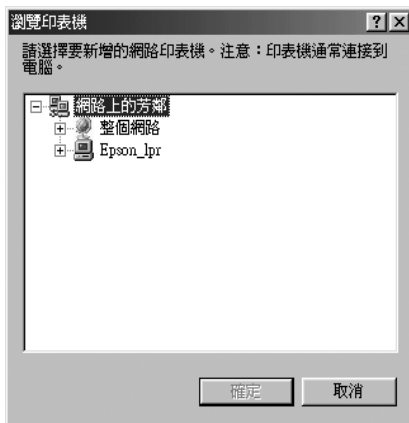 瀏覽印表機
請選擇要新增的網路印表機。注意：印表機通常連接到
電腦。
網路上的芳鄰
整個網路
Epson_lpr
確定
取消